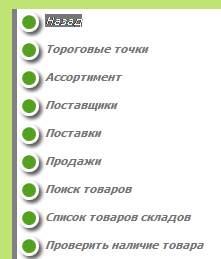 Назад
Тороговые точки
Ассортимент
Поставщики
Поставки
Продажи
Поиск товаров
Список товаров складов
Проверить наличие товара